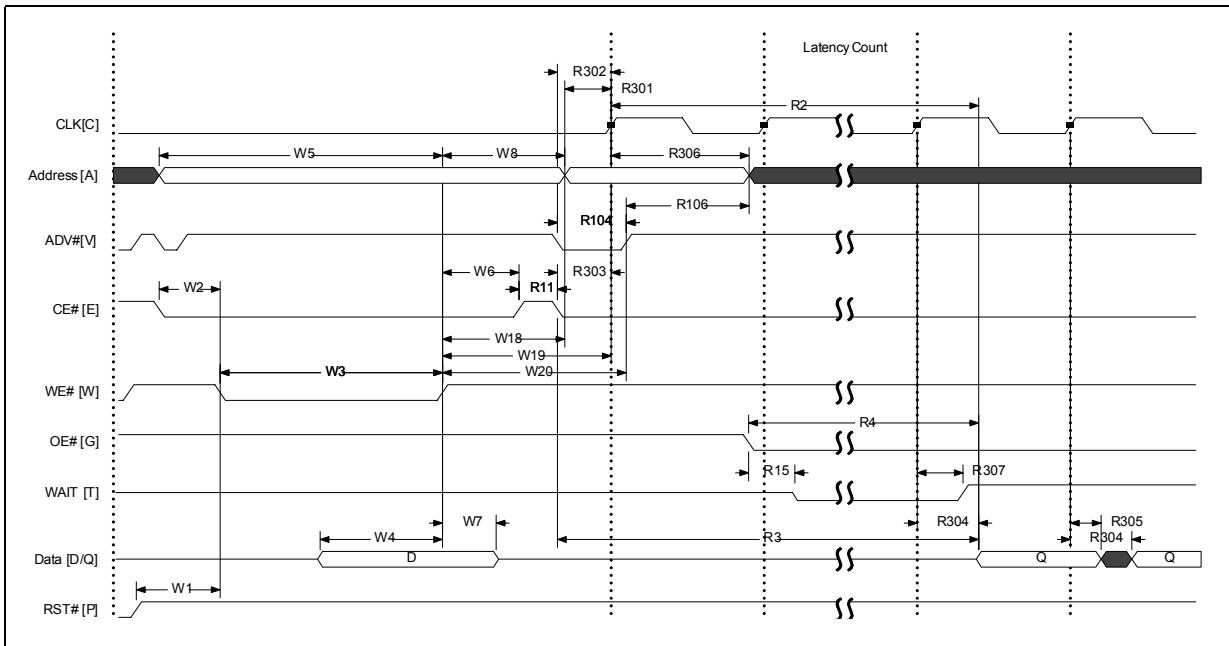 Latency Count
R302
R301
R2
CLK[C]
W5 W8 R306
Address [A]
R106
R104
ADV#[V]
W6 R303
W2 R11
CE# [E]
W18
W19
W3 W20
WE# [W]
R4
OE# [G]
R15 R307
WAIT [T]
W7 R304 R305
W4 R3 R304
Data [D/Q] D Q Q
W1
RST# [P]